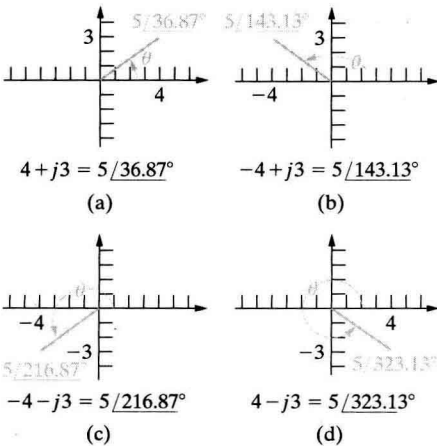 5/36.87°
3
θ
4
4+j3 = 5/36.87°
(a)
5/143.13°
3
θ
−4
−4+j3 = 5/143.13°
(b)
θ
−4
−3
5/216.87°
−4−j3 = 5/216.87°
(c)
θ
4
−3
5/323.13°
4−j3 = 5/323.13°
(d)